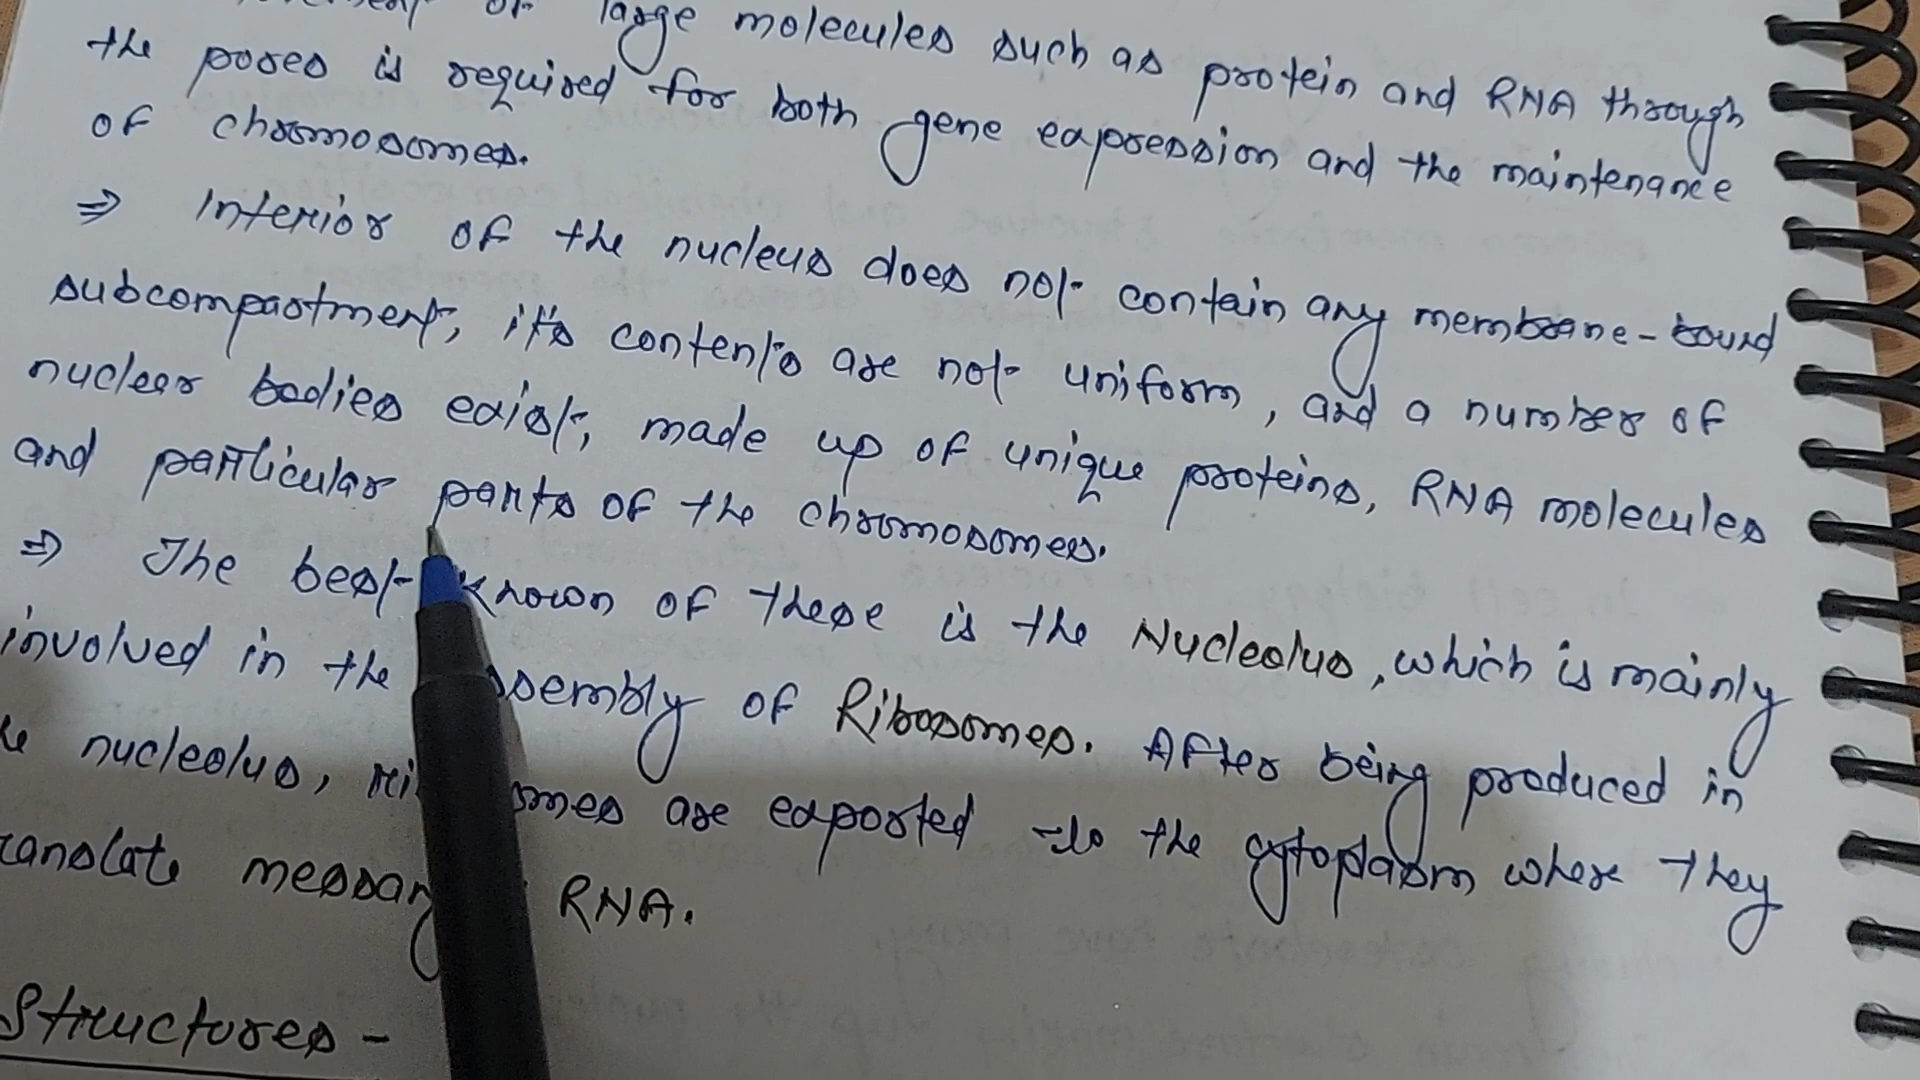 of large molecules such as protein and RNA through
the pores is required for both gene expression and the maintenance
of chromosomes.
⇒ Interior of the nucleus does not contain any membrane-bound
subcompartment, it's contents are not uniform, and a number of
nuclear bodies exist, made up of unique proteins, RNA molecules
and particular parts of the chromosomes.
⇒ The best known of these is the Nucleolus, which is mainly
involved in the assembly of Ribosomes. After being produced in
nucleolus, are exported to the cytoplasm where they
RNA.
Structures -